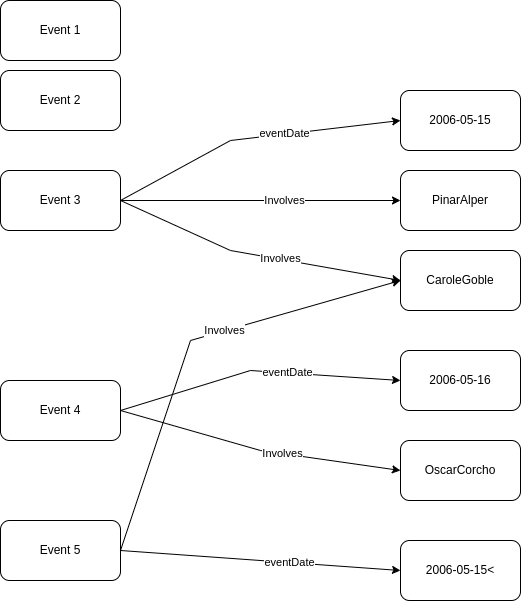 Event 1
Event 2
eventDate
2006-05-15
Event 3
Involves
PinarAlper
Involves
CaroleGoble
Involves
eventDate
2006-05-16
Event 4
Involves
OscarCorcho
Event 5
eventDate
2006-05-15<